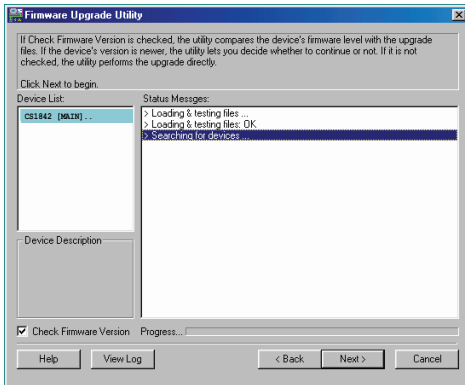 Firmware Upgrade Utility
If Check Firmware Version is checked, the utility compares the device's firmware level with the upgrade
files. If the device's version is newer, the utility lets you decide whether to continue or not. If it is not
checked, the utility performs the upgrade directly.
Click Next to begin.
Device List:
Status Messges:
CS1842 [MAIN]..
> Loading & testing files ...
> Loading & testing files: OK
> Searching for devices ...
Device Description
Check Firmware Version
Progress...
Help
View Log
< Back
Next >
Cancel